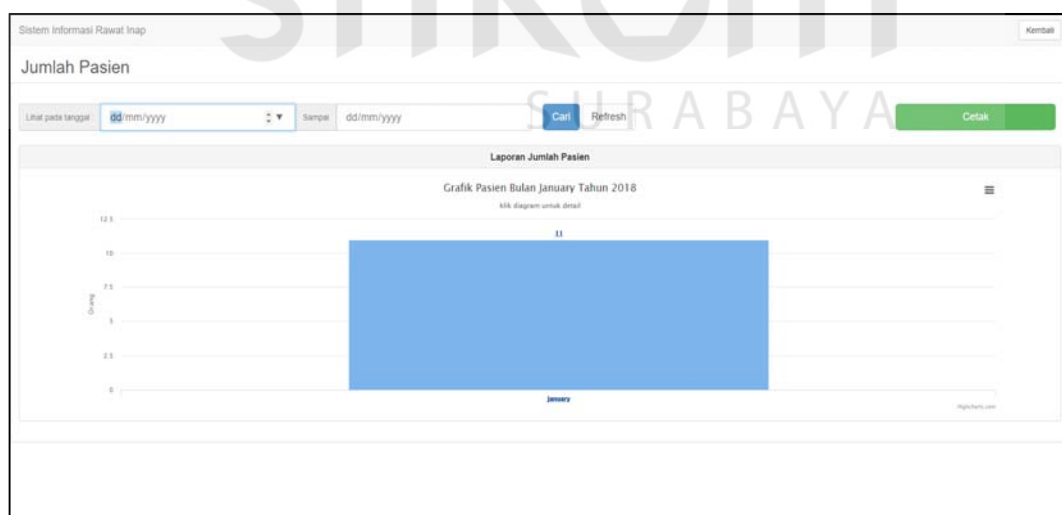 Sistem Informasi Rawat Inap
Kembali
Jumlah Pasien
SURABAYA
Lihat pada tanggal
dd/mm/yyyy
Sampai
dd/mm/yyyy
Cari
Refresh
Cetak
Laporan Jumlah Pasien
Grafik Pasien Bulan January Tahun 2018
klik diagram untuk detail
12.5
11
10
7.5
Orang
5
2.5
0
January
Highcharts.com